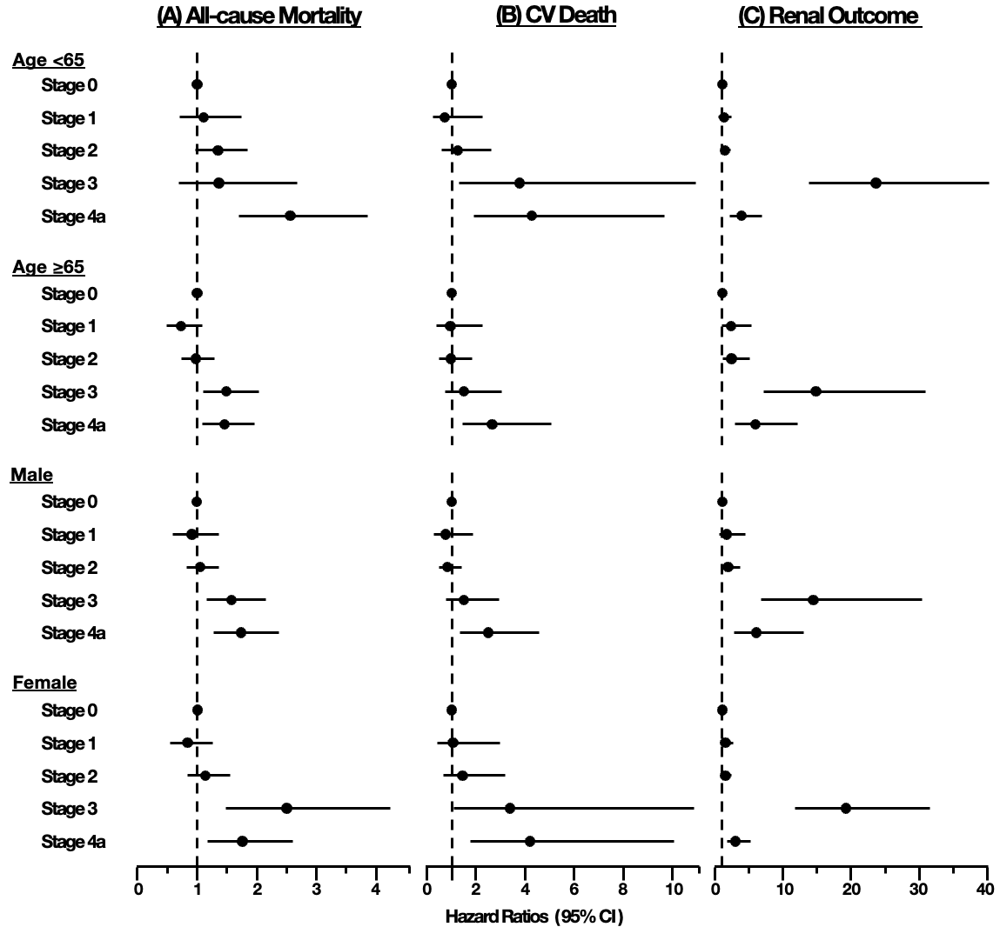 (A) All-cause Mortality (B) CV Death (C) Renal Outcome
Age <65
Stage 0
Stage 1
Stage 2
Stage 3
Stage 4a
Age ≥65
Stage 0
Stage 1
Stage 2
Stage 3
Stage 4a
Male
Stage 0
Stage 1
Stage 2
Stage 3
Stage 4a
Female
Stage 0
Stage 1
Stage 2
Stage 3
Stage 4a
0 1 2 3 4 0 2 4 6 8 10 0 10 20 30 40
Hazard Ratios (95% CI)